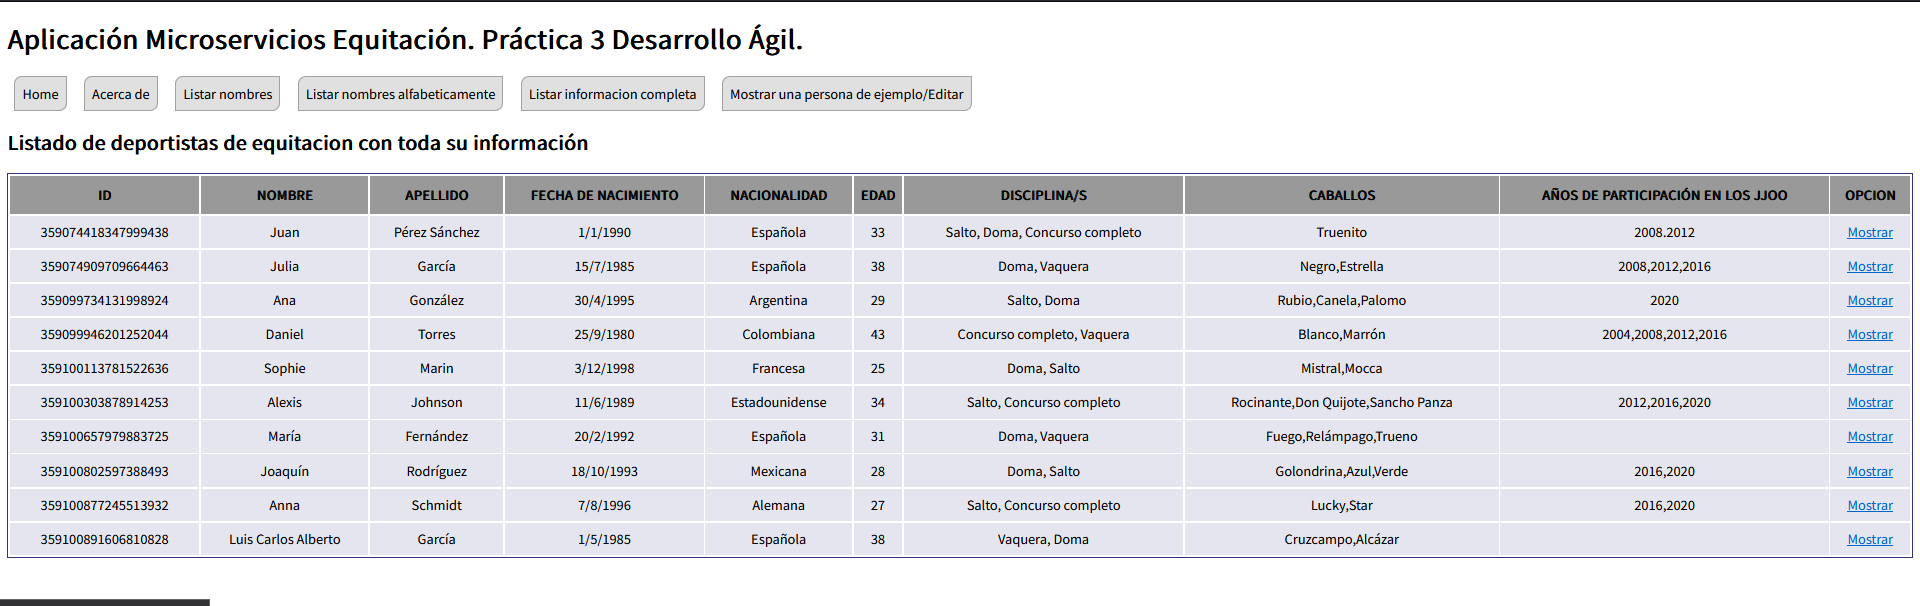 Aplicación Microservicios Equitación. Práctica 3 Desarrollo Ágil.
Home Acerca de Listar nombres Listar nombres alfabeticamente Listar informacion completa Mostrar una persona de ejemplo/Editar
Listado de deportistas de equitacion con toda su información
ID NOMBRE APELLIDO FECHA DE NACIMIENTO NACIONALIDAD EDAD DISCIPLINA/S CABALLOS AÑOS DE PARTICIPACIÓN EN LOS JJOO OPCION
359074418347999438 Juan Pérez Sánchez 1/1/1990 Española 33 Salto, Doma, Concurso completo Truenito 2008.2012 Mostrar
359074909709664463 Julia García 15/7/1985 Española 38 Doma, Vaquera Negro,Estrella 2008,2012,2016 Mostrar
359099734131998924 Ana González 30/4/1995 Argentina 29 Salto, Doma Rubio,Canela,Palomo 2020 Mostrar
359099946201252044 Daniel Torres 25/9/1980 Colombiana 43 Concurso completo, Vaquera Blanco,Marrón 2004,2008,2012,2016 Mostrar
359100113781522636 Sophie Marin 3/12/1998 Francesa 25 Doma, Salto Mistral,Mocca Mostrar
359100303878914253 Alexis Johnson 11/6/1989 Estadounidense 34 Salto, Concurso completo Rocinante,Don Quijote,Sancho Panza 2012,2016,2020 Mostrar
359100657979883725 María Fernández 20/2/1992 Española 31 Doma, Vaquera Fuego,Relámpago,Trueno Mostrar
359100802597388493 Joaquín Rodríguez 18/10/1993 Mexicana 28 Doma, Salto Golondrina,Azul,Verde 2016,2020 Mostrar
359100877245513932 Anna Schmidt 7/8/1996 Alemana 27 Salto, Concurso completo Lucky,Star 2016,2020 Mostrar
359100891606810828 Luis Carlos Alberto García 1/5/1985 Española 38 Vaquera, Doma Cruzcampo,Alcázar Mostrar